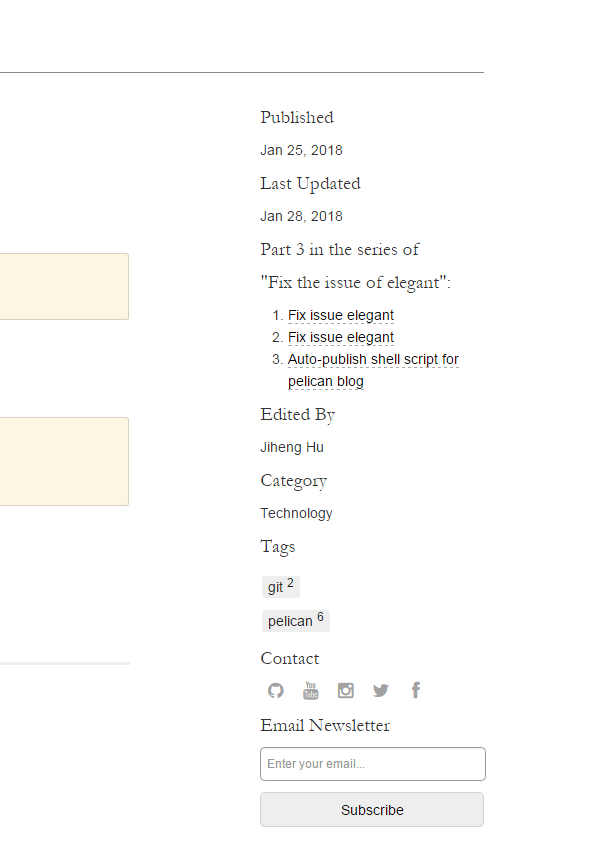 Published
Jan 25, 2018
Last Updated
Jan 28, 2018
Part 3 in the series of
"Fix the issue of elegant":
1. Fix issue elegant
2. Fix issue elegant
3. Auto-publish shell script for
pelican blog
Edited By
Jiheng Hu
Category
Technology
Tags
git 2
pelican 6
Contact
You
Tube
Email Newsletter
Enter your email...
Subscribe